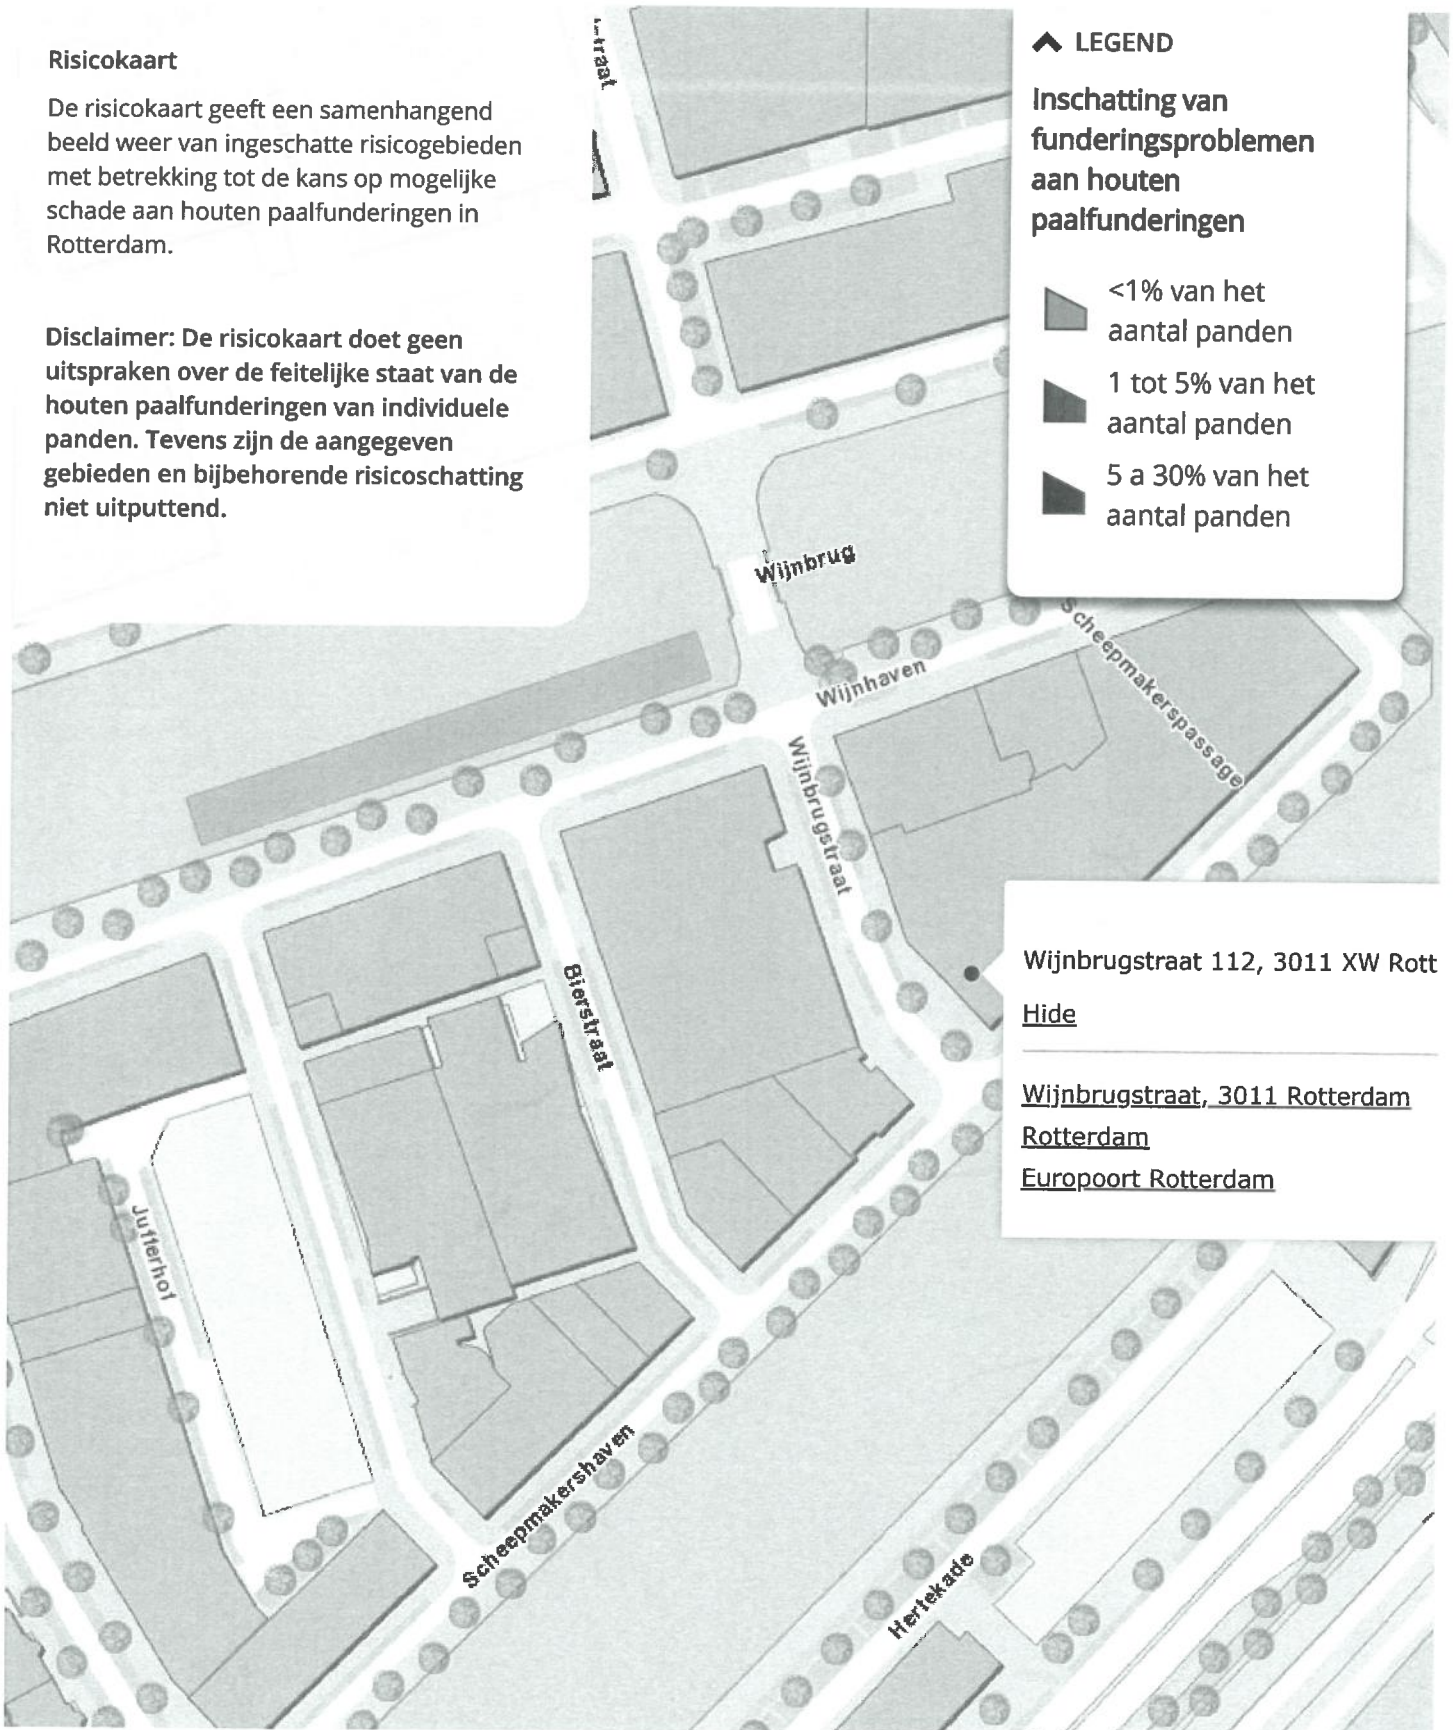 Risicokaart
De risicokaart geeft een samenhangend
beeld weer van ingeschatte risicogebieden
met betrekking tot de kans op mogelijke
schade aan houten paalfunderingen in
Rotterdam.
Disclaimer: De risicokaart doet geen
uitspraken over de feitelijke staat van de
houten paalfunderingen van individuele
panden. Tevens zijn de aangegeven
gebieden en bijbehorende risicoschatting
niet uitputtend.
LEGEND
Inschatting van
funderingsproblemen
aan houten
paalfunderingen
<1% van het
aantal panden
1 tot 5% van het
aantal panden
5 a 30% van het
aantal panden
Wijnbrug
Scheepmakerspassage
Wijnhaven
Wijnbrugstraat
Bierstraat
Wijnbrugstraat 112, 3011 XW Rott
Hide
Wijnbrugstraat, 3011 Rotterdam
Rotterdam
Europoort Rotterdam
Jufferhof
Scheepmakershaven
Hertekade